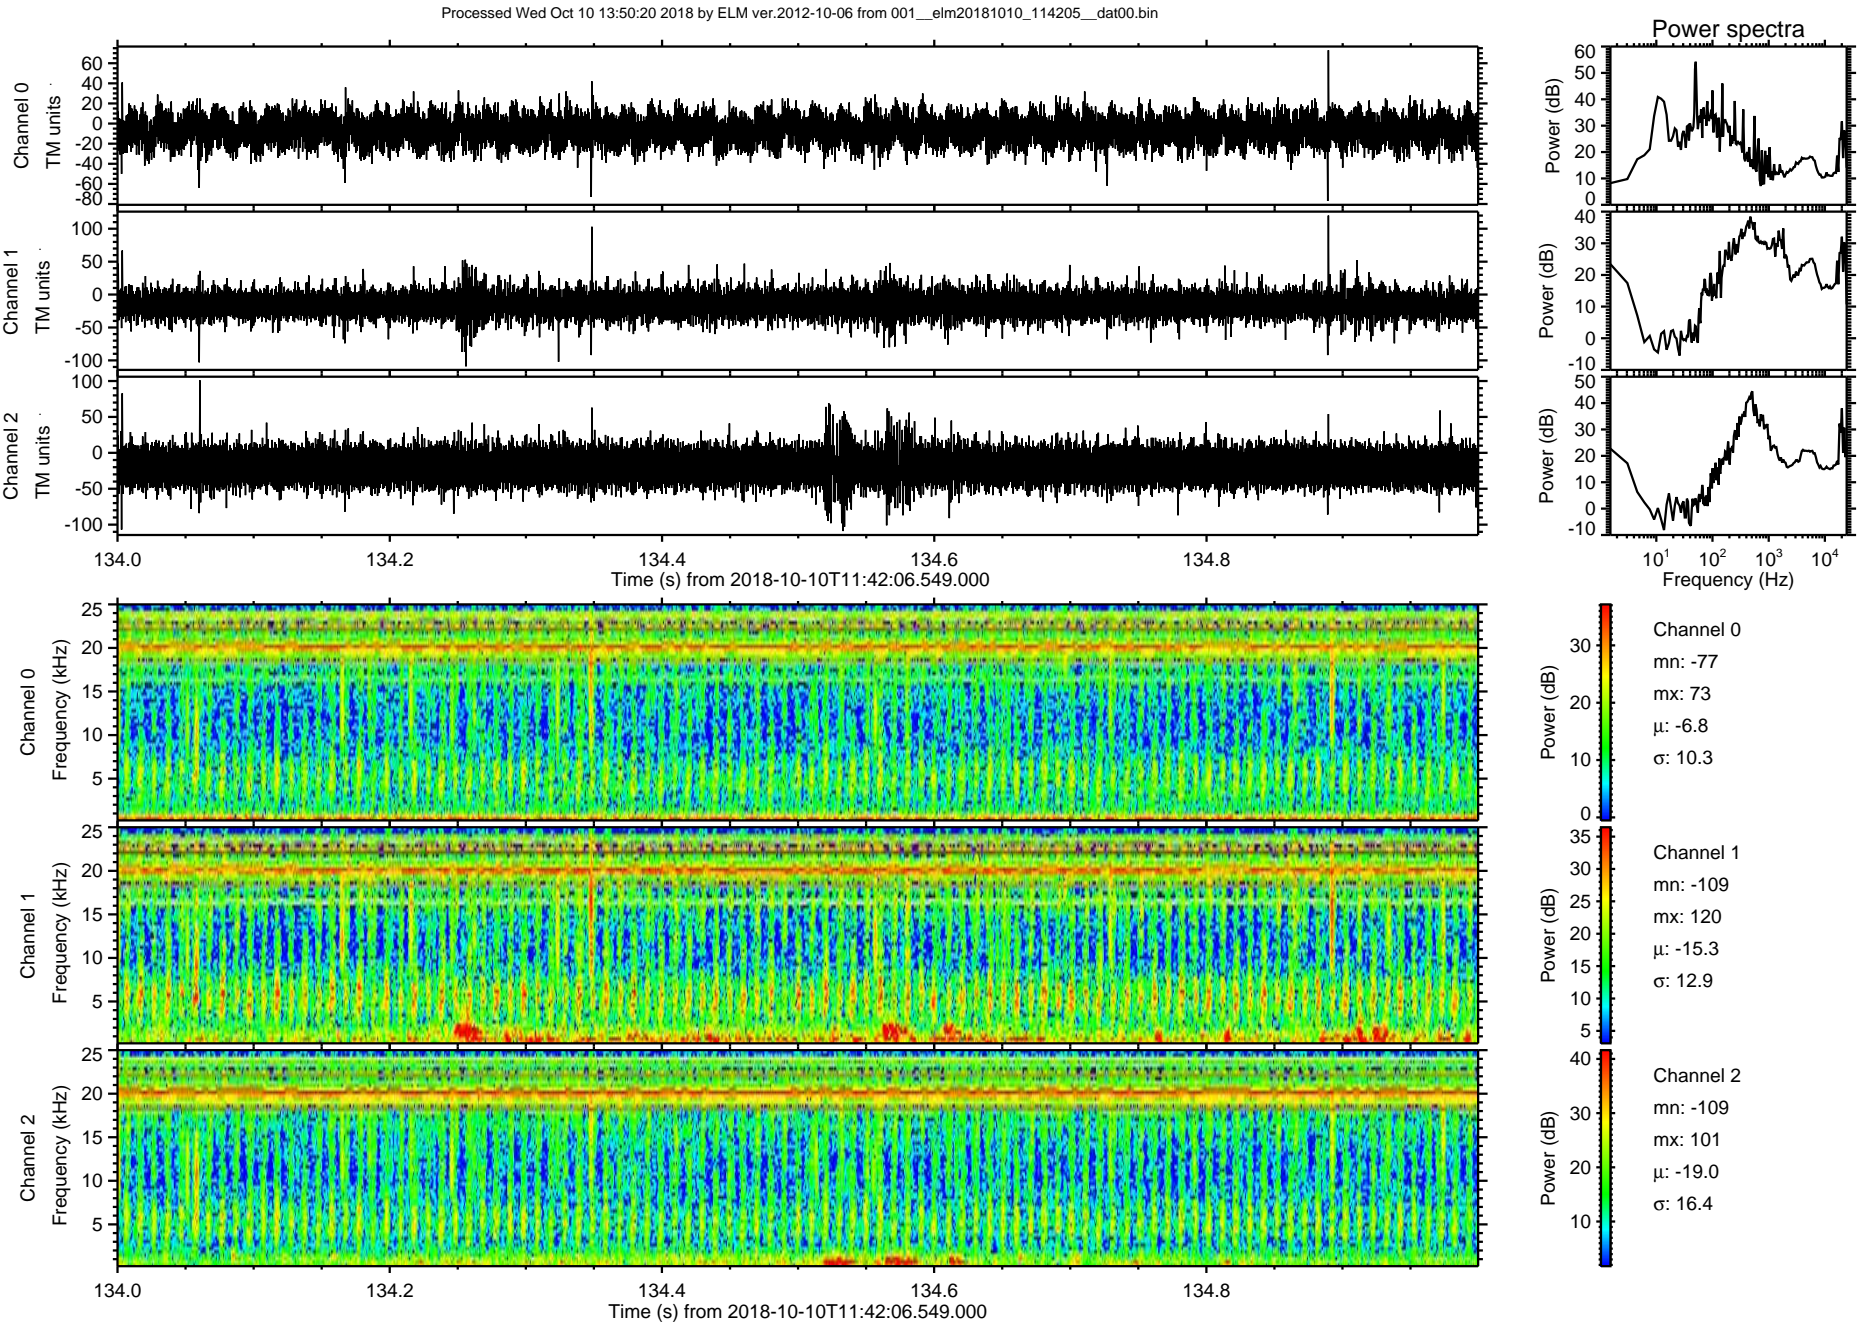 Processed Wed Oct 10 13:50:20 2018 by ELM ver.2012-10-06 from 001__elm20181010_114205__dat00.bin
Power spectra
Channel 0
TM units
60
40
20
0
-20
-40
-60
-80
Power (dB)
60
50
40
30
20
10
0
Channel 1
TM units
100
50
0
-50
-100
Power (dB)
40
30
20
10
0
-10
Channel 2
TM units
100
50
0
-50
-100
Power (dB)
50
40
30
20
10
0
-10
134.0 134.2 134.4 134.6 134.8
Time (s) from 2018-10-10T11:42:06.549.000
10¹ 10² 10³ 10⁴
Frequency (Hz)
Channel 0
Frequency (kHz)
25
20
15
10
5
Power (dB)
30
20
10
0
Channel 0
mn: -77
mx: 73
µ: -6.8
σ: 10.3
Channel 1
Frequency (kHz)
25
20
15
10
5
Power (dB)
35
30
25
20
15
10
5
Channel 1
mn: -109
mx: 120
µ: -15.3
σ: 12.9
Channel 2
Frequency (kHz)
25
20
15
10
5
Power (dB)
40
30
20
10
Channel 2
mn: -109
mx: 101
µ: -19.0
σ: 16.4
134.0 134.2 134.4 134.6 134.8
Time (s) from 2018-10-10T11:42:06.549.000